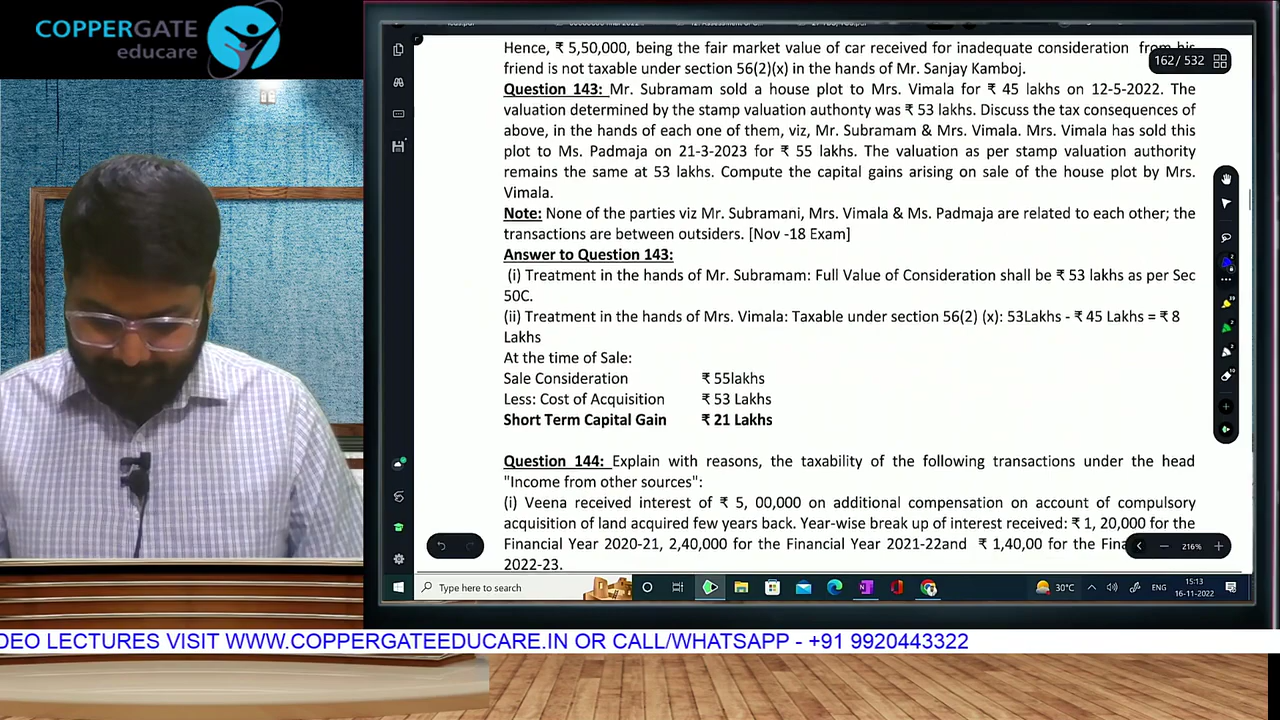 COPPERGATE
educare
Hence, ₹ 5,50,000, being the fair market value of car received for inadequate consideration from his
friend is not taxable under section 56(2)(x) in the hands of Mr. Sanjay Kamboj.
162 / 532
Question 143: Mr. Subramam sold a house plot to Mrs. Vimala for ₹ 45 lakhs on 12-5-2022. The
valuation determined by the stamp valuation authonty was ₹ 53 lakhs. Discuss the tax consequences of
above, in the hands of each one of them, viz, Mr. Subramam & Mrs. Vimala. Mrs. Vimala has sold this
plot to Ms. Padmaja on 21-3-2023 for ₹ 55 lakhs. The valuation as per stamp valuation authority
remains the same at 53 lakhs. Compute the capital gains arising on sale of the house plot by Mrs.
Vimala.
Note: None of the parties viz Mr. Subramani, Mrs. Vimala & Ms. Padmaja are related to each other; the
transactions are between outsiders. [Nov -18 Exam]
Answer to Question 143:
(i) Treatment in the hands of Mr. Subramam: Full Value of Consideration shall be ₹ 53 lakhs as per Sec
50C.
(ii) Treatment in the hands of Mrs. Vimala: Taxable under section 56(2) (x): 53Lakhs - ₹ 45 Lakhs = ₹ 8
Lakhs
At the time of Sale:
Sale Consideration ₹ 55lakhs
Less: Cost of Acquisition ₹ 53 Lakhs
Short Term Capital Gain ₹ 21 Lakhs
Question 144: Explain with reasons, the taxability of the following transactions under the head
"Income from other sources":
(i) Veena received interest of ₹ 5, 00,000 on additional compensation on account of compulsory
acquisition of land acquired few years back. Year-wise break up of interest received: ₹ 1, 20,000 for the
Financial Year 2020-21, 2,40,000 for the Financial Year 2021-22and ₹ 1,40,00 for the
2022-23.
216%
Type here to search
30°C
ENG
15:13
16-11-2022
DEO LECTURES VISIT WWW.COPPERGATEEDUCARE.IN OR CALL/WHATSAPP - +91 9920443322